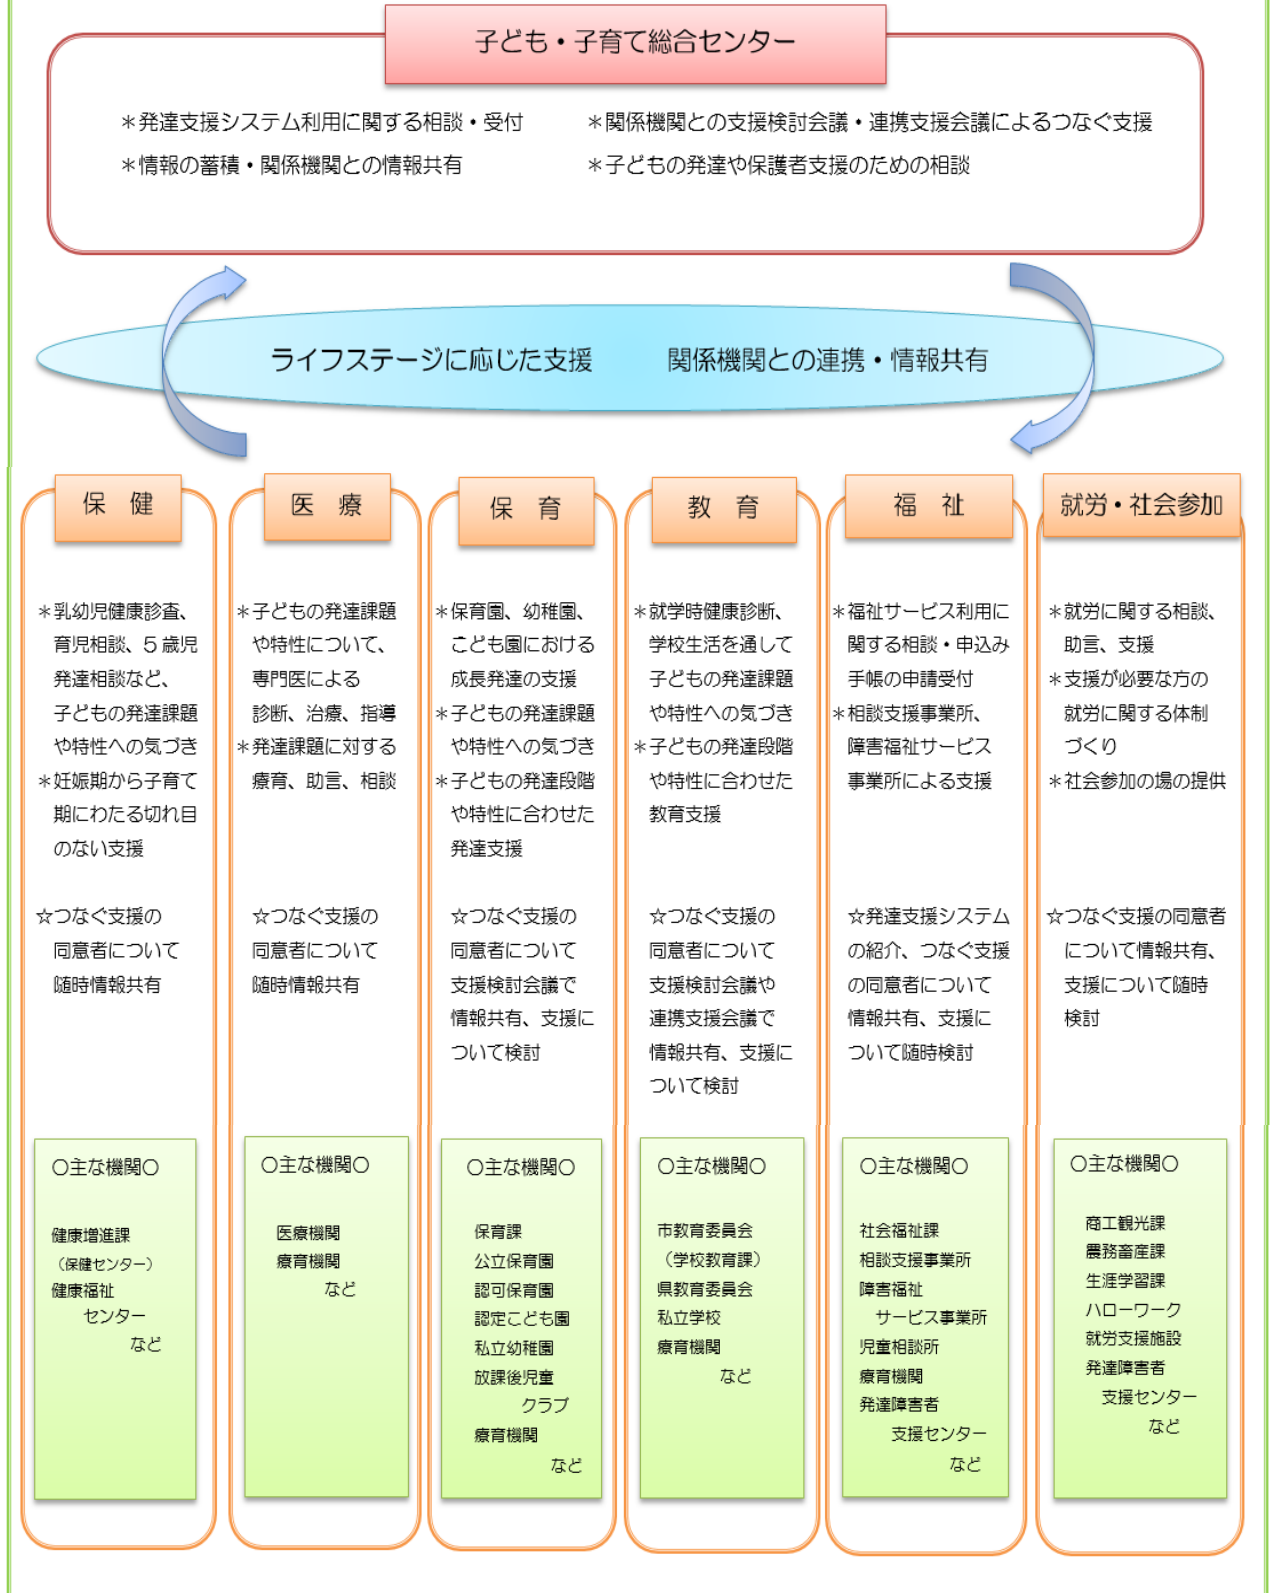 子ども・子育て総合センター
＊発達支援システム利用に関する相談・受付
＊関係機関との支援検討会議・連携支援会議によるつなぐ支援
＊情報の蓄積・関係機関との情報共有
＊子どもの発達や保護者支援のための相談
ライフステージに応じた支援
関係機関との連携・情報共有
保　健
＊乳幼児健康診査、
育児相談、５歳児
発達相談など、
子どもの発達課題
や特性への気づき
＊妊娠期から子育て
期にわたる切れ目
のない支援
☆つなぐ支援の
同意者について
随時情報共有
〇主な機関〇
健康増進課
（保健センター）
健康福祉
センター
など
医　療
＊子どもの発達課題
や特性について、
専門医による
診断、治療、指導
＊発達課題に対する
療育、助言、相談
☆つなぐ支援の
同意者について
随時情報共有
〇主な機関〇
医療機関
療育機関
など
保　育
＊保育園、幼稚園、
こども園における
成長発達の支援
＊子どもの発達課題
や特性への気づき
＊子どもの発達段階
や特性に合わせた
発達支援
☆つなぐ支援の
同意者について
支援検討会議で
情報共有、支援に
ついて検討
〇主な機関〇
保育課
公立保育園
認可保育園
認定こども園
私立幼稚園
放課後児童
クラブ
療育機関
など
教　育
＊就学時健康診断、
学校生活を通して
子どもの発達課題
や特性への気づき
＊子どもの発達段階
や特性に合わせた
教育支援
☆つなぐ支援の
同意者について
支援検討会議や
連携支援会議で
情報共有、支援に
ついて検討
〇主な機関〇
市教育委員会
（学校教育課）
県教育委員会
私立学校
療育機関
など
福　祉
＊福祉サービス利用に
関する相談・申込み
手帳の申請受付
＊相談支援事業所、
障害福祉サービス
事業所による支援
☆発達支援システム
の紹介、つなぐ支援
の同意者について
情報共有、支援に
ついて随時検討
〇主な機関〇
社会福祉課
相談支援事業所
障害福祉
サービス事業所
児童相談所
療育機関
発達障害者
支援センター
など
就労・社会参加
＊就労に関する相談、
助言、支援
＊支援が必要な方の
就労に関する体制
づくり
＊社会参加の場の提供
☆つなぐ支援の同意者
について情報共有、
支援について随時
検討
〇主な機関〇
商工観光課
農務畜産課
生涯学習課
ハローワーク
就労支援施設
発達障害者
支援センター
など